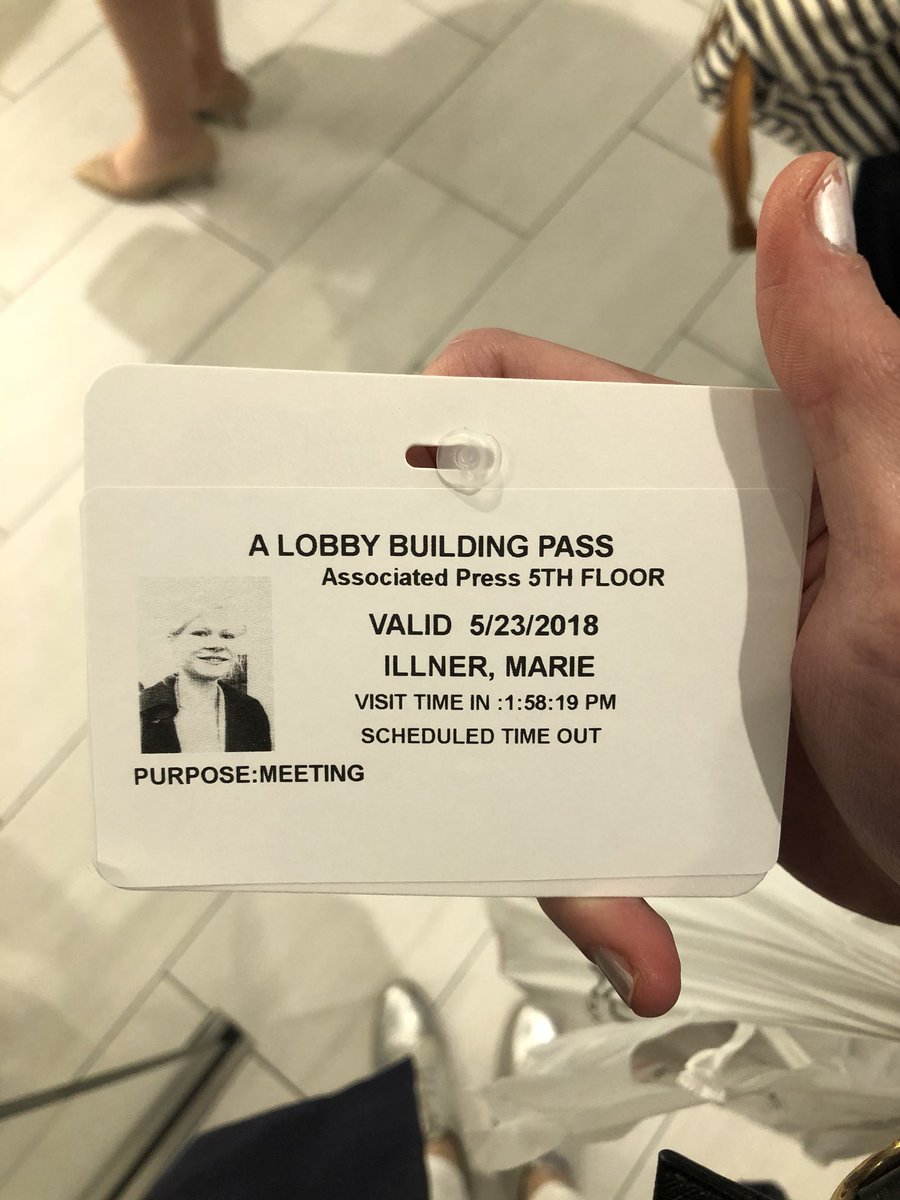 A LOBBY BUILDING PASS
Associated Press 5TH FLOOR
VALID 5/23/2018
ILLNER, MARIE
VISIT TIME IN :1:58:19 PM
SCHEDULED TIME OUT
PURPOSE:MEETING